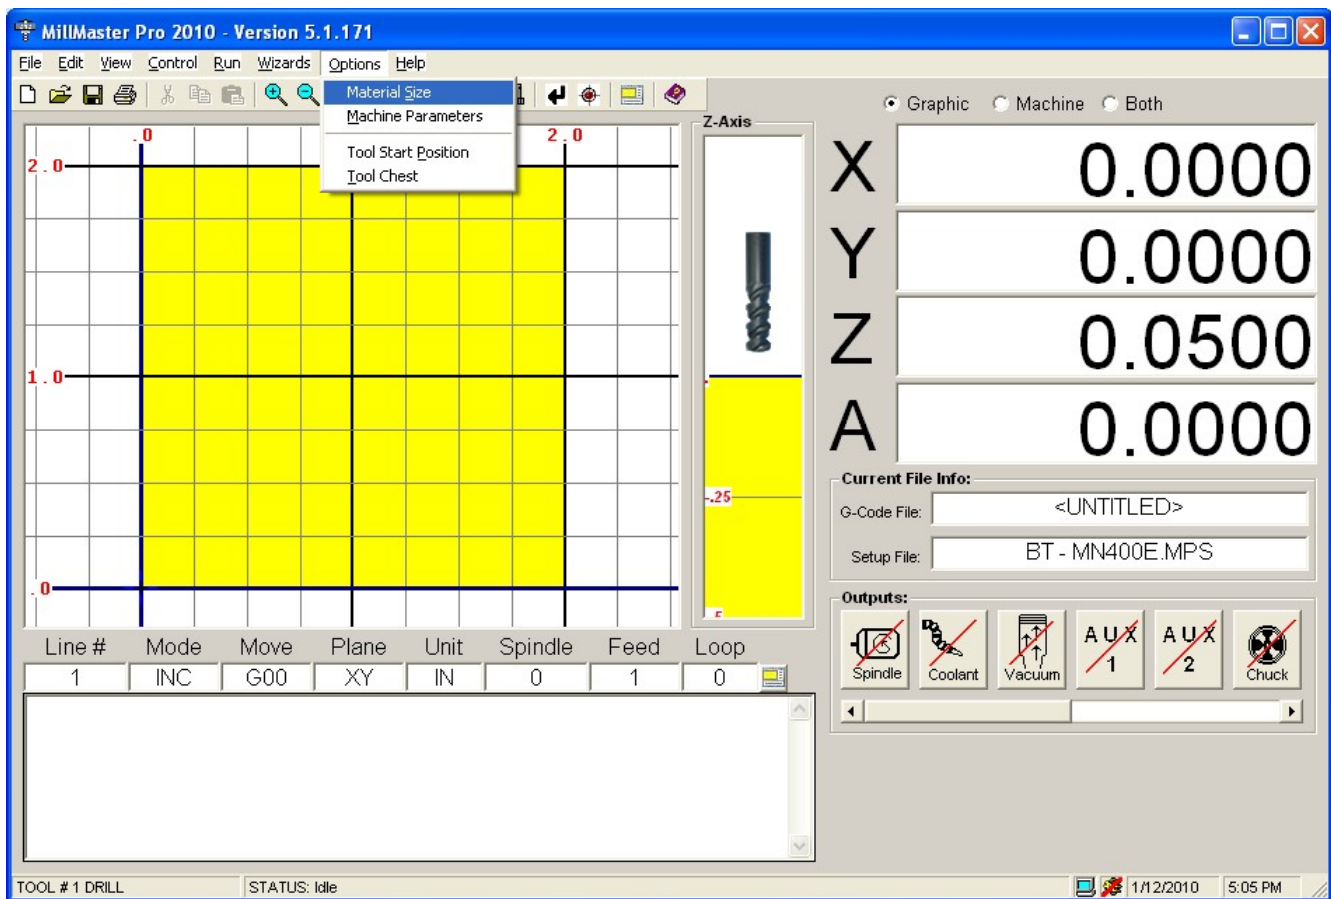 MillMaster Pro 2010 - Version 5.1.171
File Edit View Control Run Wizards Options Help
Material Size
Machine Parameters
Tool Start Position
Tool Chest
Graphic Machine Both
.0 2.0
2.0
1.0
.0
Z-Axis
-.25
X 0.0000
Y 0.0000
Z 0.0500
A 0.0000
Current File Info:
G-Code File: <UNTITLED>
Setup File: BT - MN400E.MPS
Outputs:
Spindle Coolant Vacuum AUX 1 AUX 2 Chuck
Line # Mode Move Plane Unit Spindle Feed Loop
1 INC G00 XY IN 0 1 0
TOOL # 1 DRILL STATUS: Idle 1/12/2010 5:05 PM